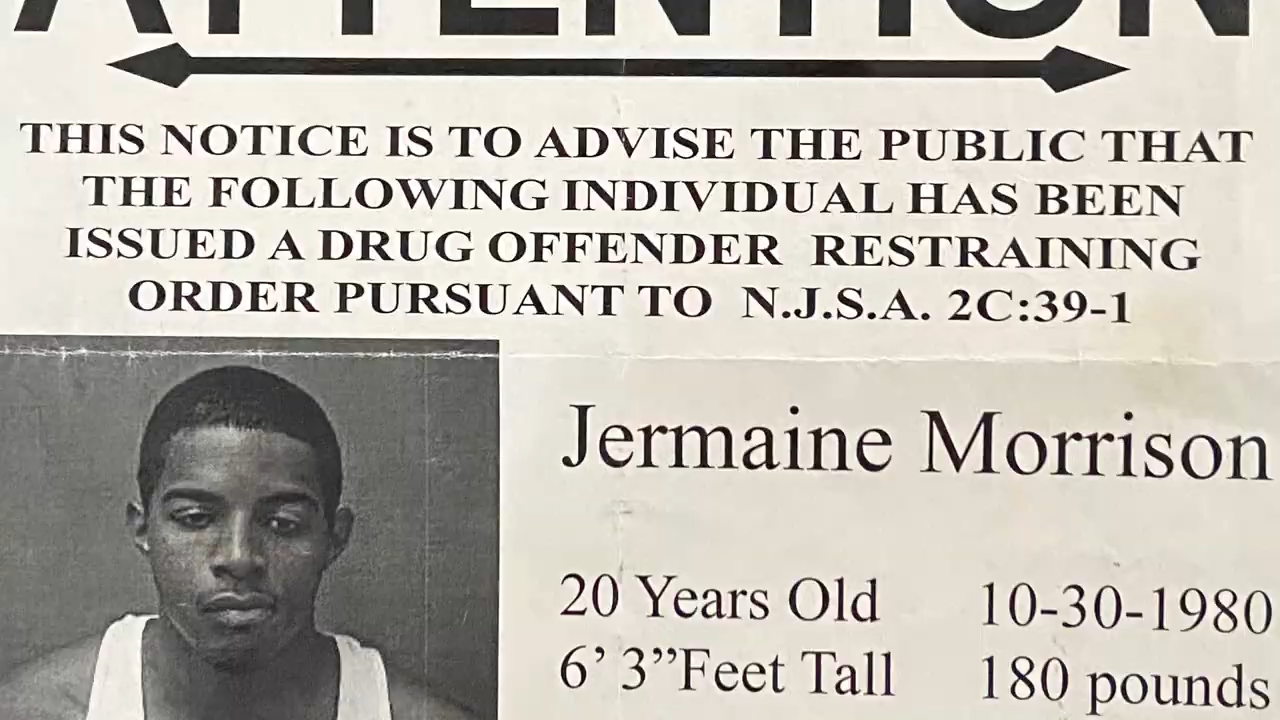 ATTENTION
THIS NOTICE IS TO ADVISE THE PUBLIC THAT
THE FOLLOWING INDIVIDUAL HAS BEEN
ISSUED A DRUG OFFENDER RESTRAINING
ORDER PURSUANT TO N.J.S.A. 2C:39-1
Jermaine Morrison
20 Years Old 10-30-1980
6' 3”Feet Tall 180 pounds